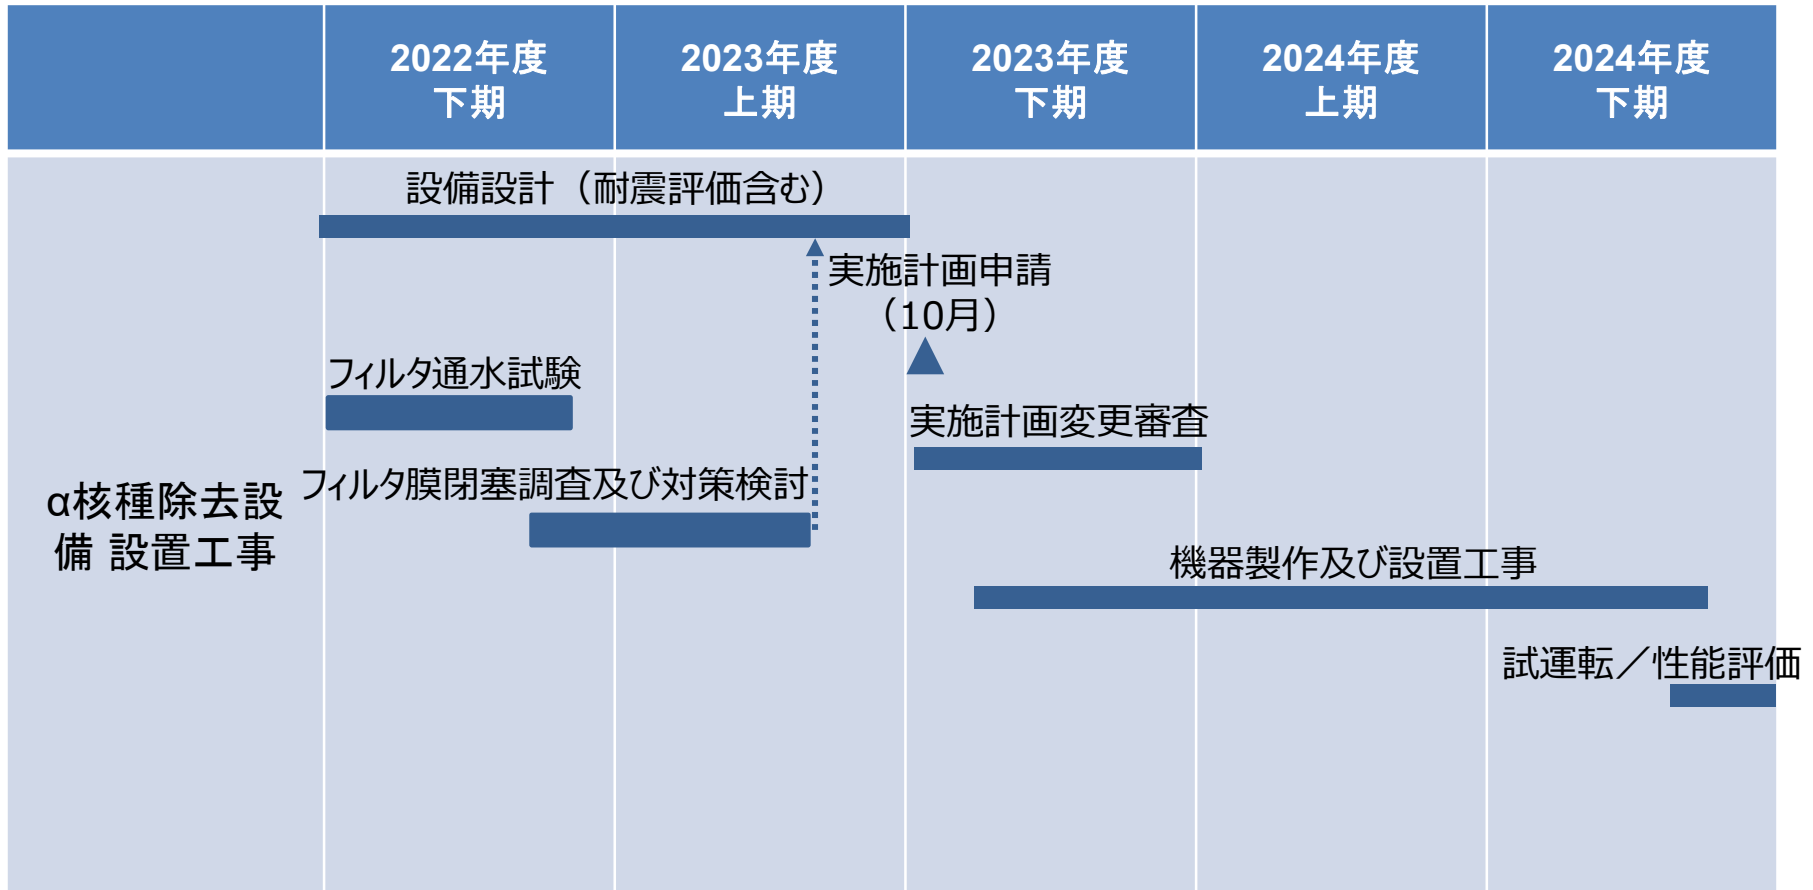 2022年度
下期
2023年度
上期
2023年度
下期
2024年度
上期
2024年度
下期
α核種除去設
備 設置工事
設備設計（耐震評価含む）
実施計画申請
（10月）
フィルタ通水試験
実施計画変更審査
フィルタ膜閉塞調査及び対策検討
機器製作及び設置工事
試運転／性能評価